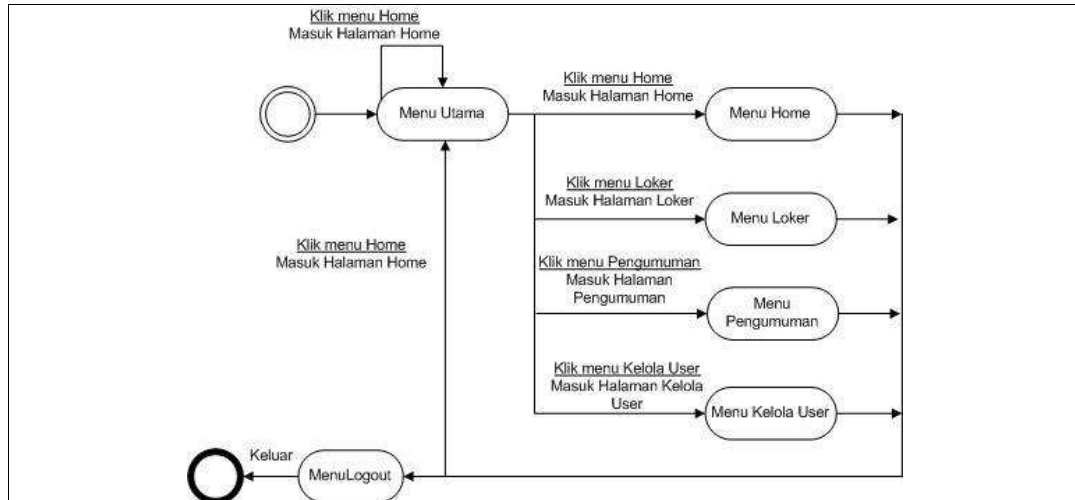 Klik menu Home
Masuk Halaman Home
Menu Utama
Klik menu Home
Masuk Halaman Home
Menu Home
Klik menu Loker
Masuk Halaman Loker
Menu Loker
Klik menu Home
Masuk Halaman Home
Klik menu Pengumuman
Masuk Halaman
Pengumuman
Menu
Pengumuman
Klik menu Kelola User
Masuk Halaman Kelola
User
Menu Kelola User
Keluar
MenuLogout